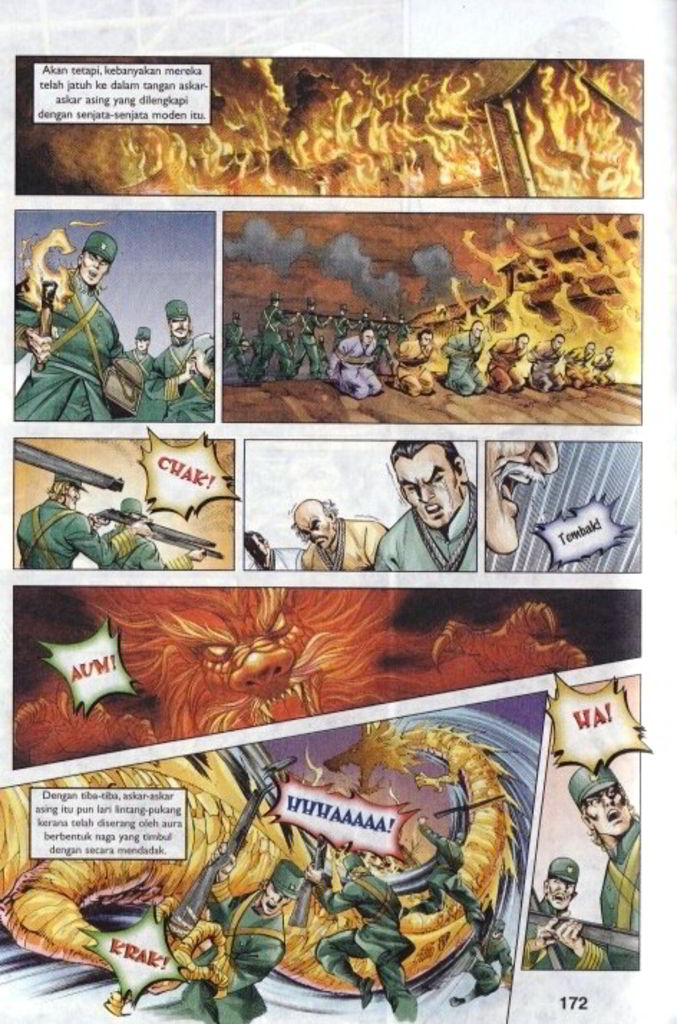 Akan tetapi, kebanyakan mereka
telah jatuh ke dalam tangan askar-
askar asing yang dilengkapi
dengan senjata-senjata moden itu.
CHAK!
Tembak!
AUM!
HA!
Dengan tiba-tiba, askar-askar
asing itu pun lari lintang-pukang
kerana telah diserang oleh aura
berbentuk naga yang timbul
dengan secara mendadak.
HHHAAAAA!
KRAK!
172